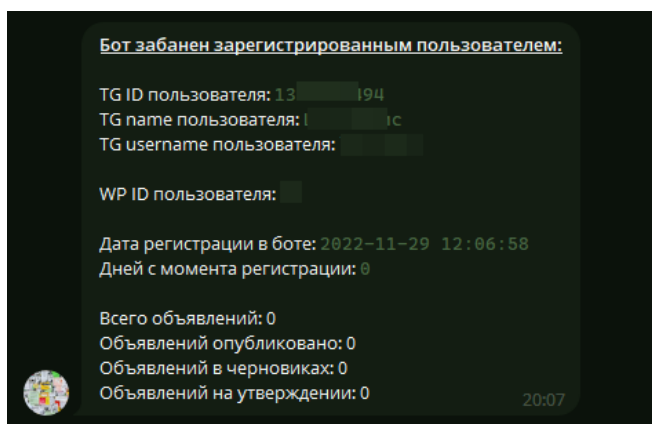 Бот забанен зарегистрированным пользователем:
TG ID пользователя: 13 494
TG name пользователя:
TG username пользователя:
WP ID пользователя:
Дата регистрации в боте: 2022-11-29 12:06:58
Дней с момента регистрации: 0
Всего объявлений: 0
Объявлений опубликовано: 0
Объявлений в черновиках: 0
Объявлений на утверждении: 0
20:07